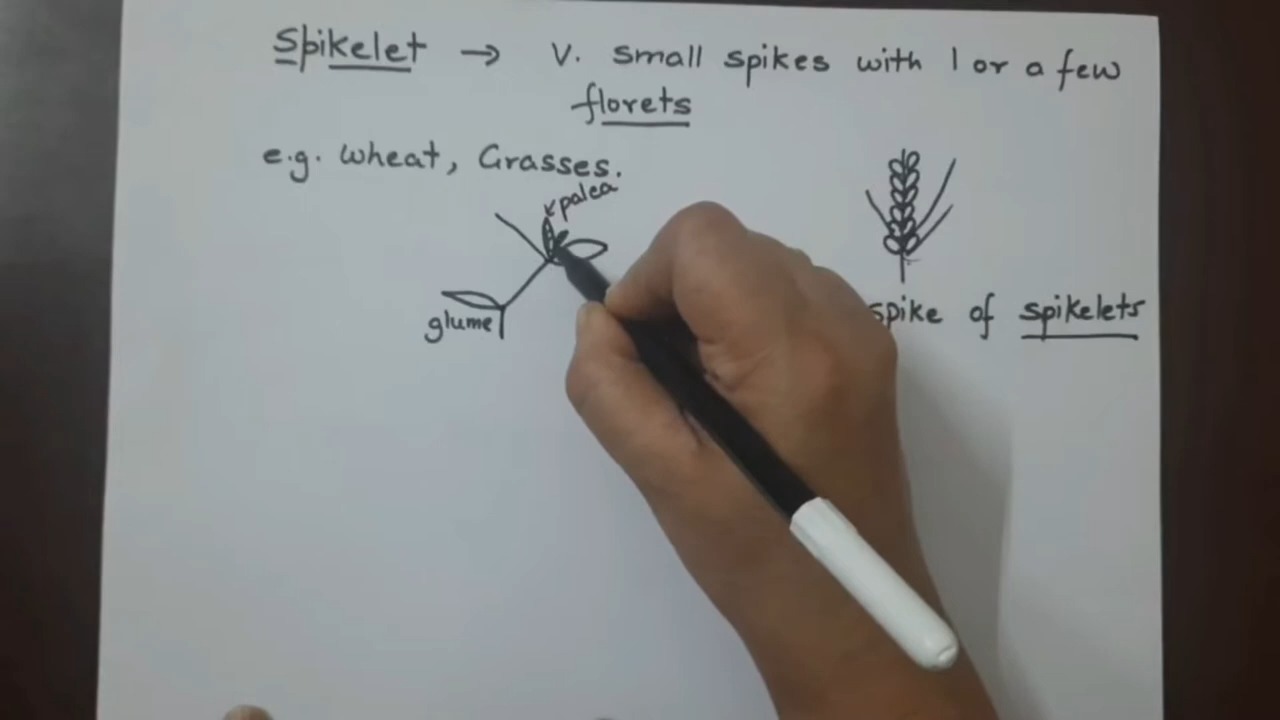 Spikelet → V. small spikes with 1 or a few
florets
e.g. wheat, Grasses.
palea
glume
spike of spikelets